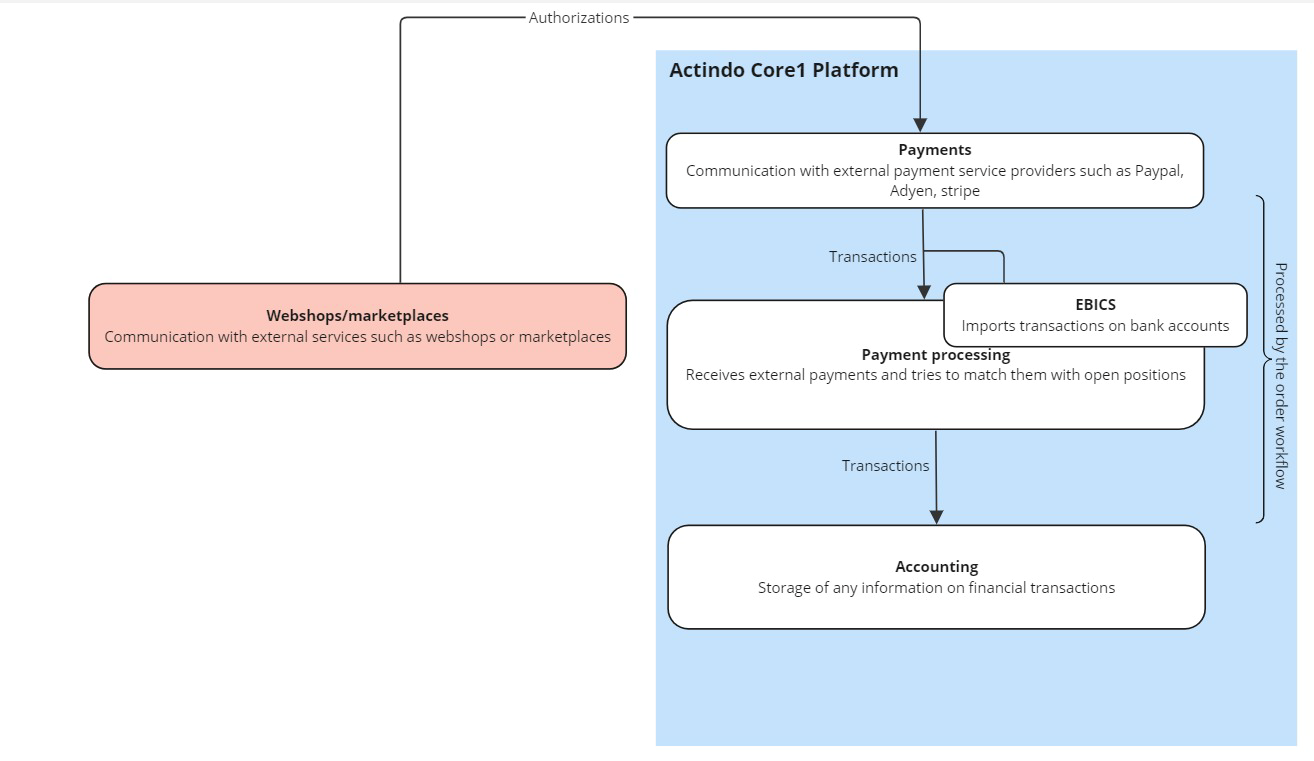 Authorizations
Actindo Core1 Platform
Payments
Communication with external payment service providers such as Paypal,
Adyen, stripe
Transactions
EBICS
Imports transactions on bank accounts
Webshops/marketplaces
Communication with external services such as webshops or marketplaces
Payment processing
Receives external payments and tries to match them with open positions
Processed by the order workflow
Transactions
Accounting
Storage of any information on financial transactions